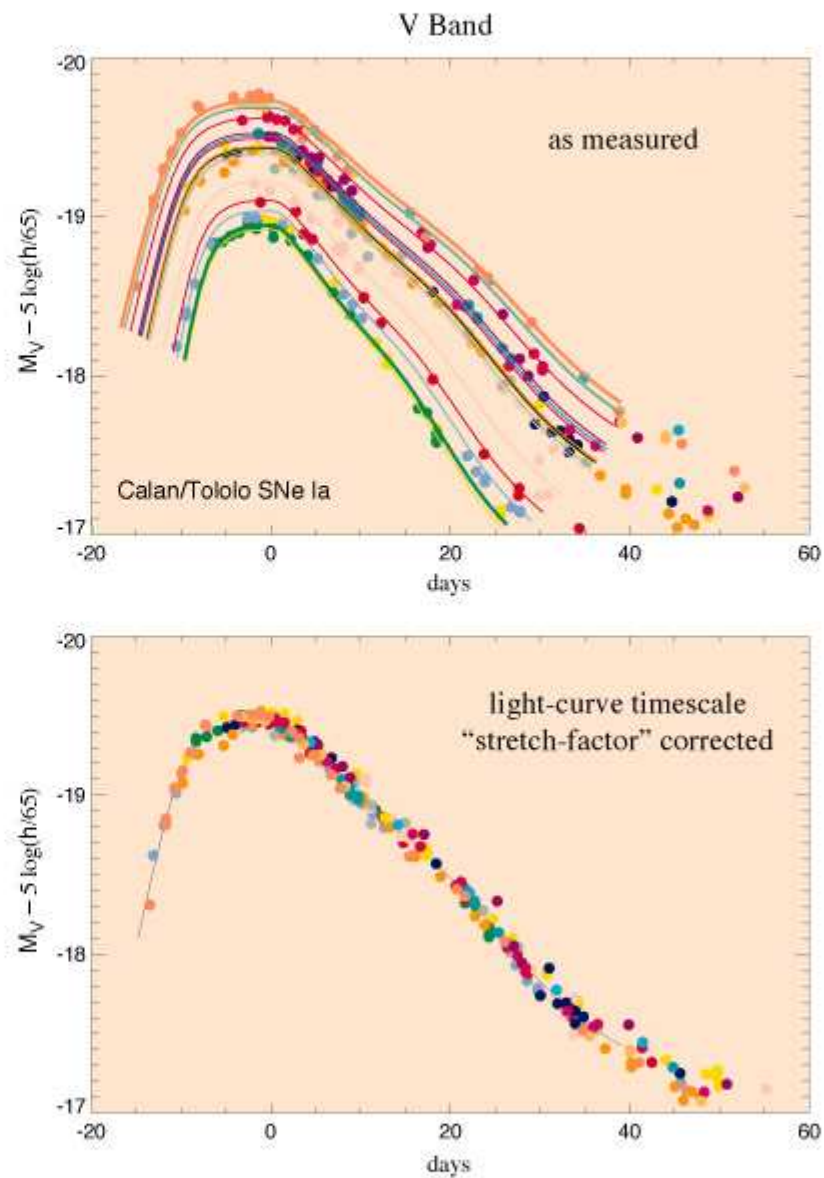 V Band
-20
as measured
-19
M_V – 5 log(h/65)
-18
Calan/Tololo SNe Ia
-17
-20 0 20 40 60
days
-20
light-curve timescale
“stretch-factor” corrected
-19
M_V – 5 log(h/65)
-18
-17
-20 0 20 40 60
days